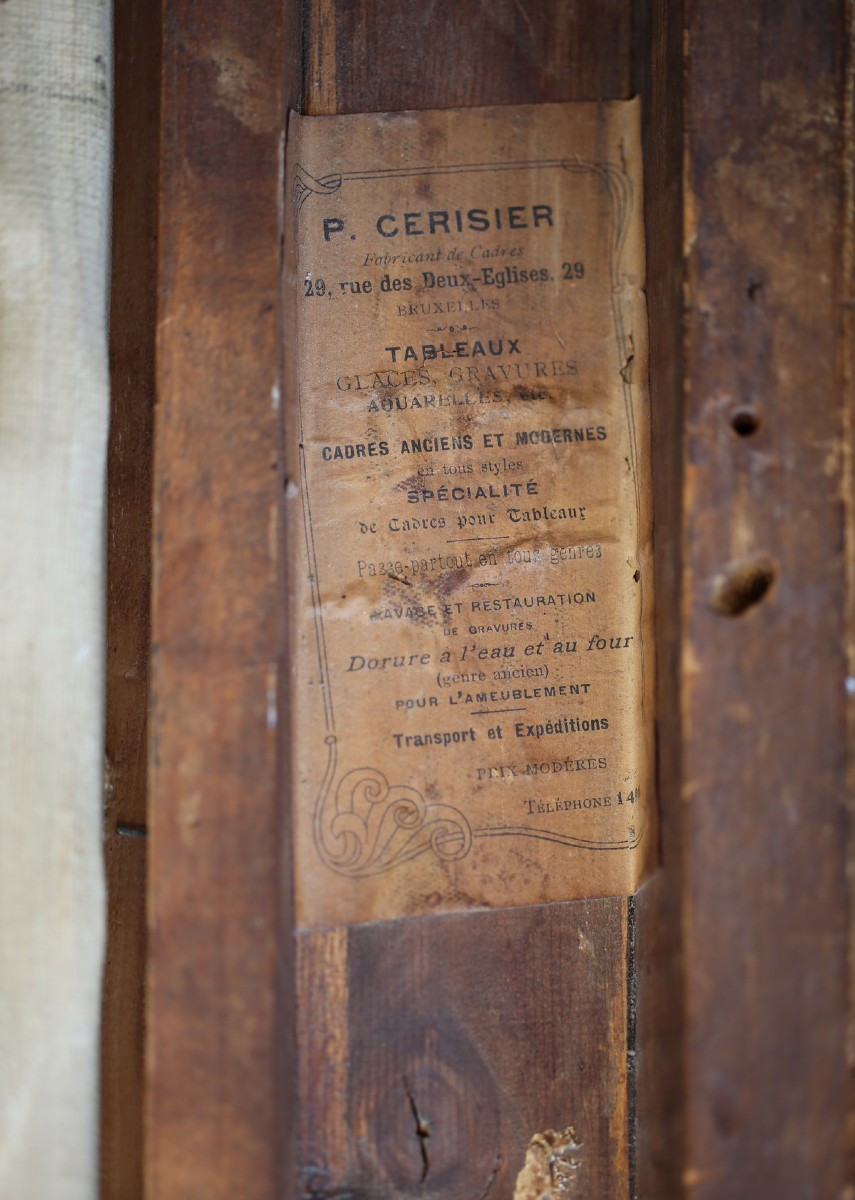 P. CERISIER
Fabricant de Cadres
29, rue des Deux-Eglises, 29
BRUXELLES
TABLEAUX
GLACES, GRAVURES
AQUARELLES, etc.
CADRES ANCIENS ET MODERNES
en tous styles
SPÉCIALITÉ
de Cadres pour Tableaux
Passe-partout en tous genres
LAVAGE ET RESTAURATION
DE GRAVURES
Dorure à l'eau et au four
(genre ancien)
POUR L'AMEUBLEMENT
Transport et Expéditions
PRIX MODÉRÉS
TÉLÉPHONE